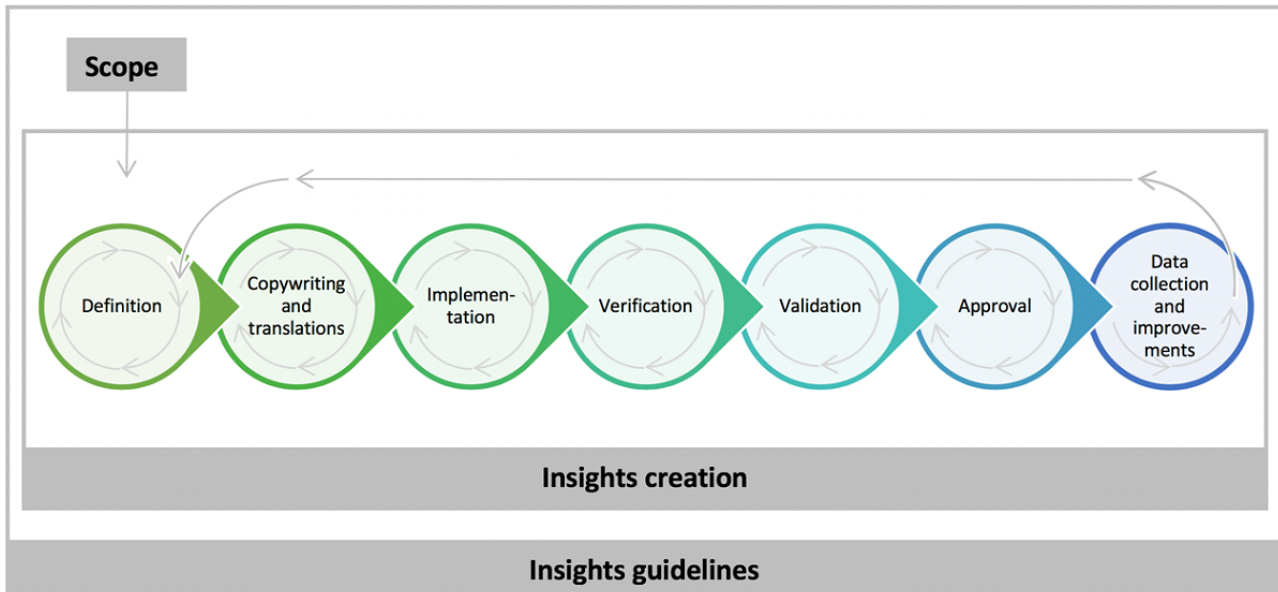 Scope
Definition
Copywriting
and
translations
Implemen-
tation
Verification
Validation
Approval
Data
collection
and
improve-
ments
Insights creation
Insights guidelines